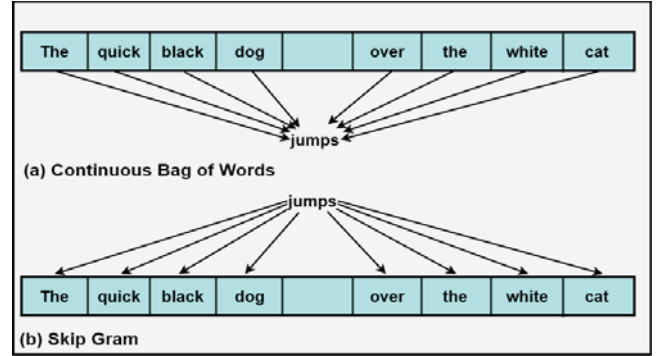 The quick black dog over the white cat
jumps
(a) Continuous Bag of Words
jumps
The quick black dog over the white cat
(b) Skip Gram